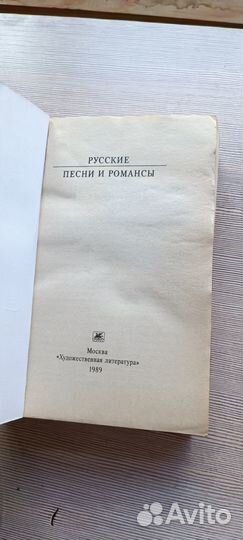 РУССКИЕ
ПЕСНИ И РОМАНСЫ
Москва
«Художественная литература»
1989
Avito